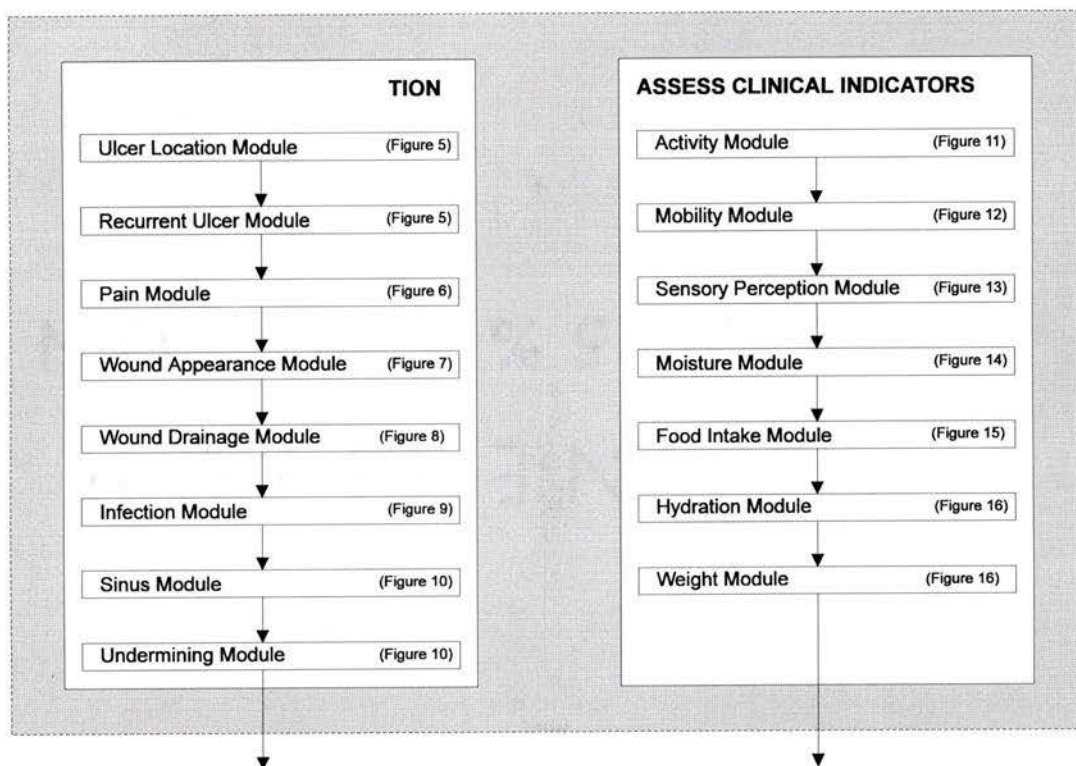 TION
Ulcer Location Module (Figure 5)
Recurrent Ulcer Module (Figure 5)
Pain Module (Figure 6)
Wound Appearance Module (Figure 7)
Wound Drainage Module (Figure 8)
Infection Module (Figure 9)
Sinus Module (Figure 10)
Undermining Module (Figure 10)
ASSESS CLINICAL INDICATORS
Activity Module (Figure 11)
Mobility Module (Figure 12)
Sensory Perception Module (Figure 13)
Moisture Module (Figure 14)
Food Intake Module (Figure 15)
Hydration Module (Figure 16)
Weight Module (Figure 16)